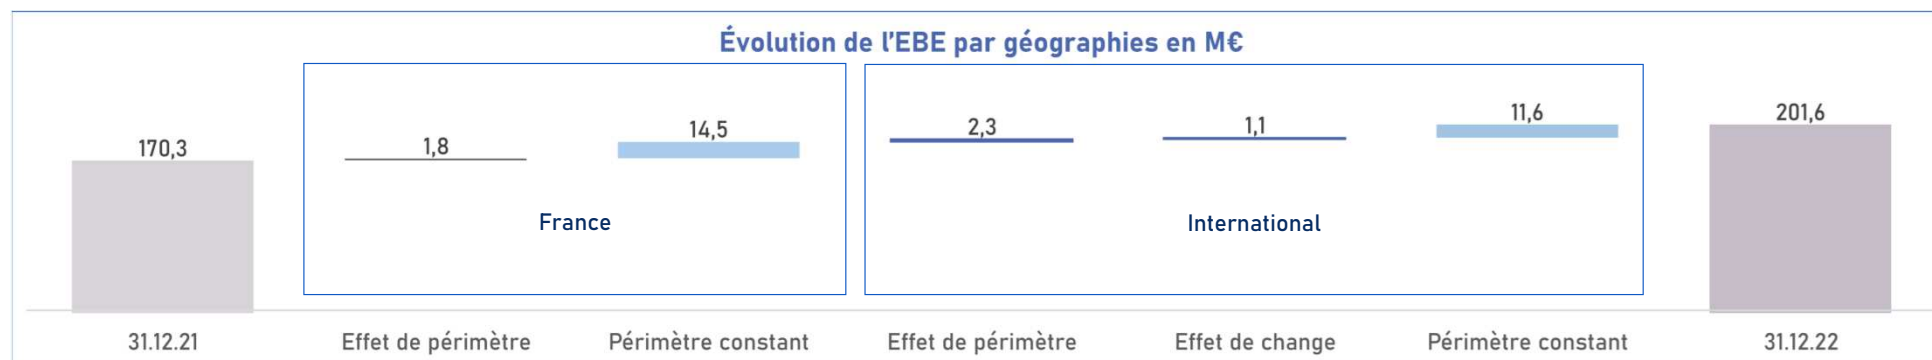 Évolution de l'EBE par géographies en M€
170,3
1,8
14,5
2,3
1,1
11,6
201,6
France
International
31.12.21
Effet de périmètre
Périmètre constant
Effet de périmètre
Effet de change
Périmètre constant
31.12.22